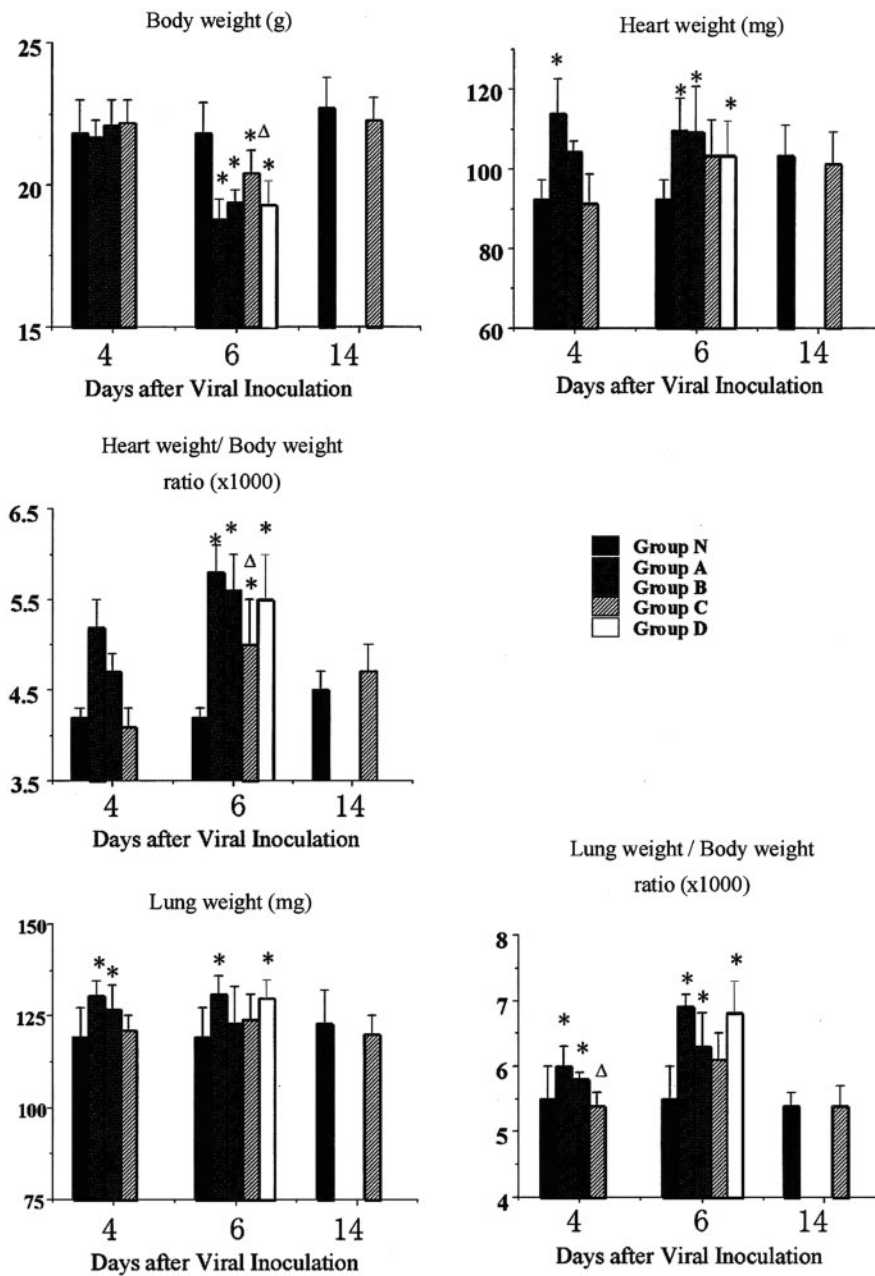 Body weight (g)
25
20
15
* * * Δ *
4 6 14
Days after Viral Inoculation
Heart weight (mg)
120
100
80
60
* * * *
4 6 14
Days after Viral Inoculation
Heart weight/ Body weight
ratio (x1000)
6.5
5.5
4.5
3.5
* * Δ * *
4 6 14
Days after Viral Inoculation
Group N
Group A
Group B
Group C
Group D
Lung weight (mg)
150
125
100
75
* * * *
4 6 14
Days after Viral Inoculation
Lung weight / Body weight
ratio (x1000)
8
7
6
5
4
* * Δ * * *
4 6 14
Days after Viral Inoculation